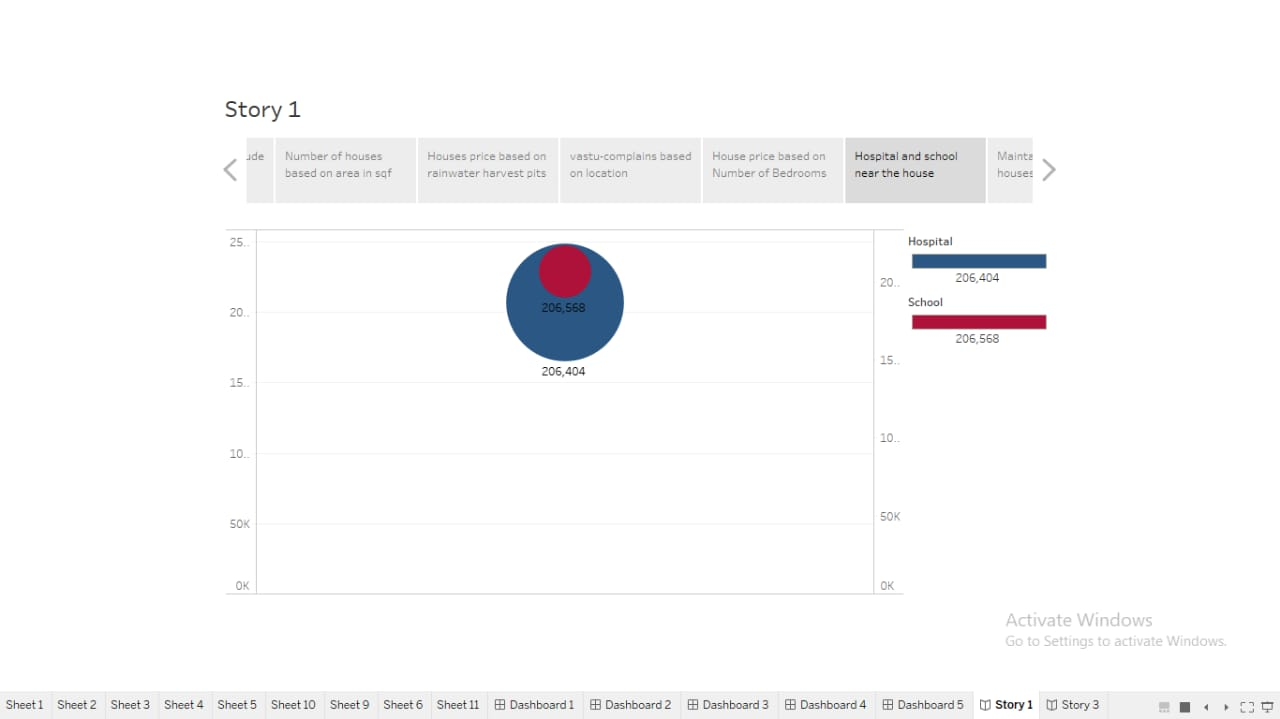 Story 1
ude
Number of houses
based on area in sqf
Houses price based on
rainwater harvest pits
vastu-complains based
on location
House price based on
Number of Bedrooms
Hospital and school
near the house
Mainta
houses
25..
20..
15..
10..
50K
0K
206,568
206,404
20..
15..
10..
50K
0K
Hospital
206,404
School
206,568
Activate Windows
Go to Settings to activate Windows.
Sheet 1 Sheet 2 Sheet 3 Sheet 4 Sheet 5 Sheet 10 Sheet 9 Sheet 6 Sheet 11 Dashboard 1 Dashboard 2 Dashboard 3 Dashboard 4 Dashboard 5 Story 1 Story 3